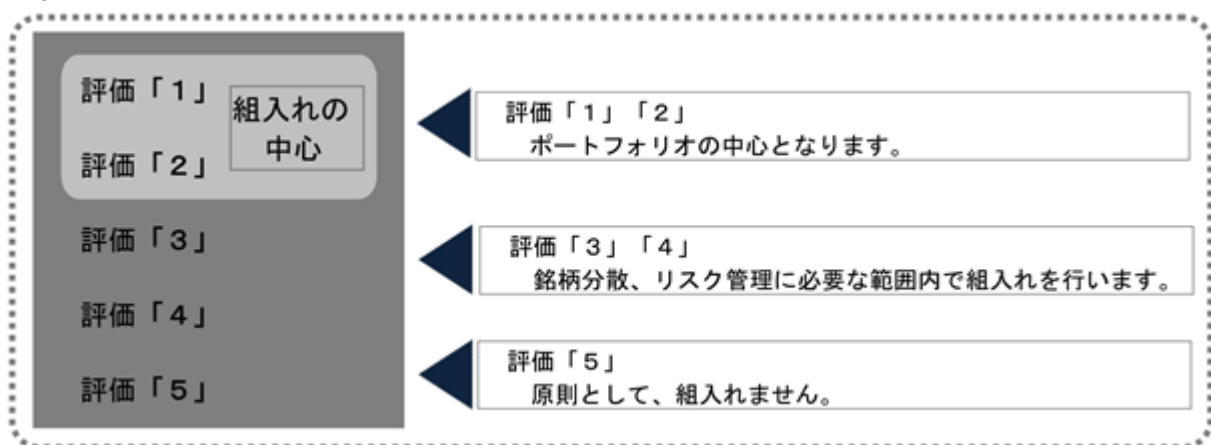 評価「１」
組入れの
中心
評価「２」
評価「３」
評価「４」
評価「５」
評価「１」「２」
ポートフォリオの中心となります。
評価「３」「４」
銘柄分散、リスク管理に必要な範囲内で組入れを行います。
評価「５」
原則として、組入れません。